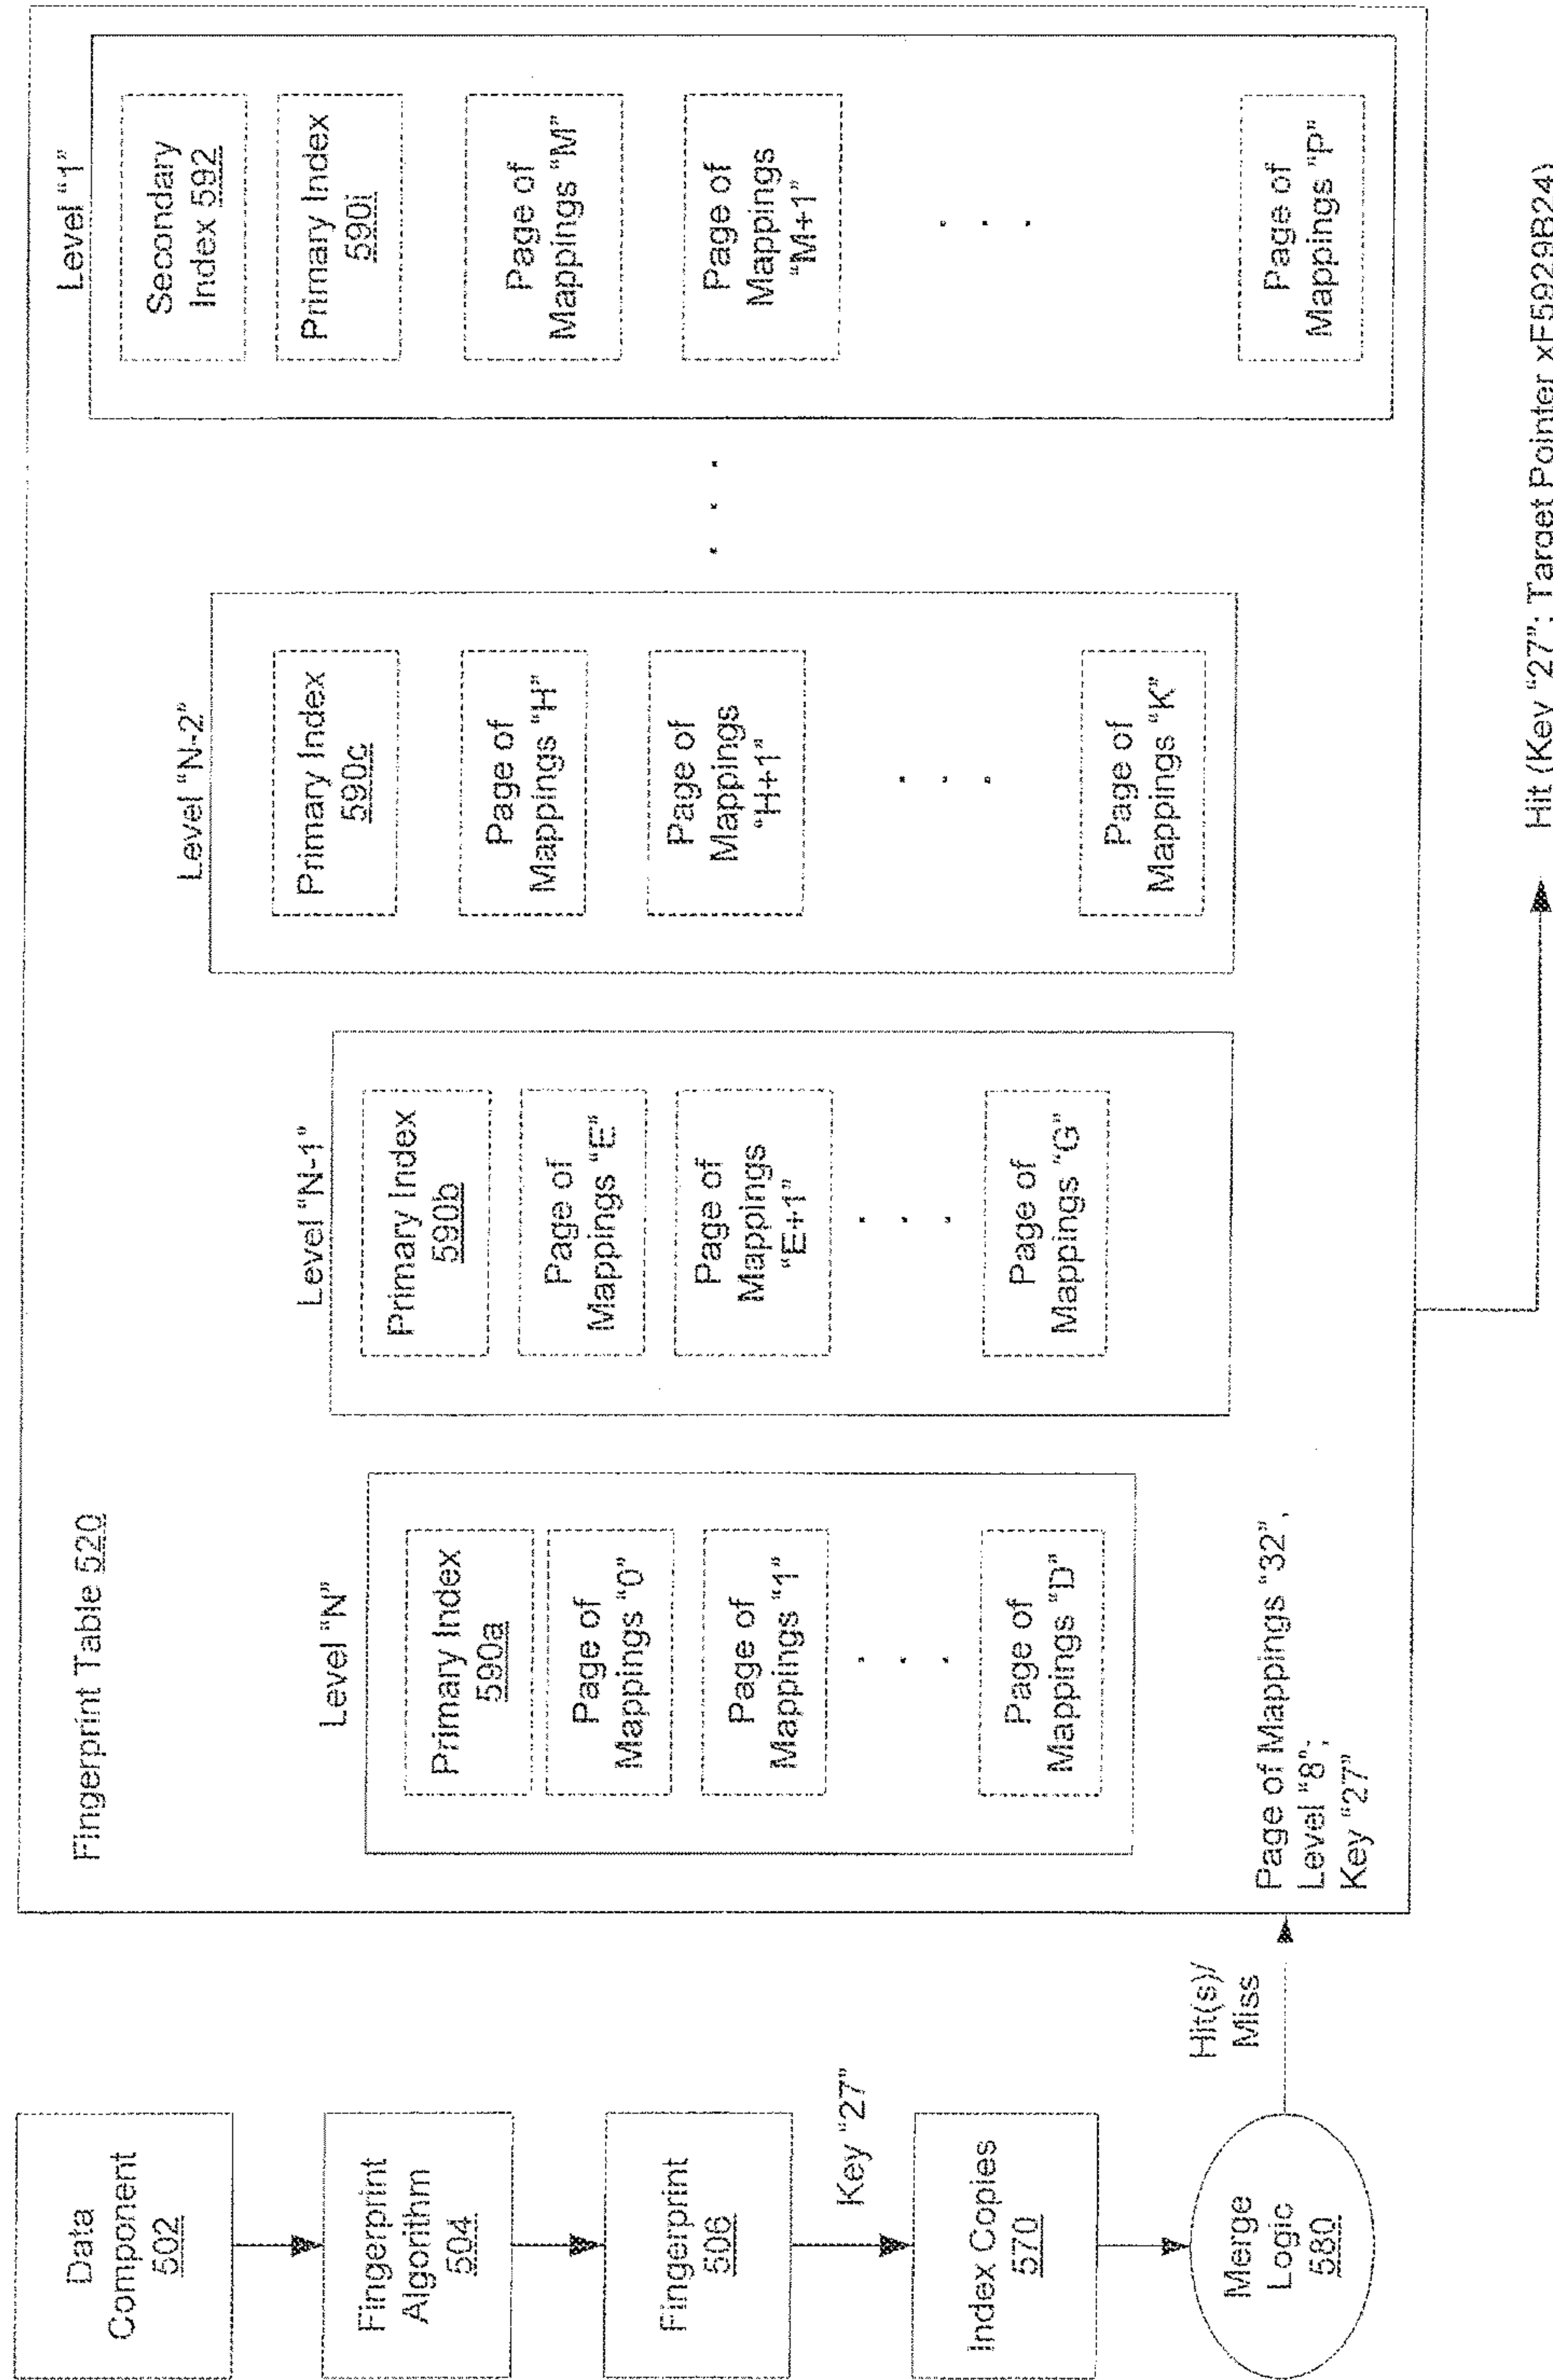 Data
Component
502
Fingerprint
Algorithm
504
Fingerprint
506
Key “27”
Index Copies
570
Merge
Logic
580
Hit(s)/
Miss
Fingerprint Table 520
Level “N”
Primary Index
590a
Page of
Mappings “0”
Page of
Mappings “1”
. . .
Page of
Mappings “D”
Level “N-1”
Primary Index
590b
Page of
Mappings “E”
Page of
Mappings
“E+1”
. . .
Page of
Mappings “G”
Level “N-2”
Primary Index
590c
Page of
Mappings “H”
Page of
Mappings
“H+1”
. . .
Page of
Mappings “K”
. . .
Level “1”
Secondary
Index 592
Primary Index
590i
Page of
Mappings “M”
Page of
Mappings
“M+1”
. . .
Page of
Mappings “P”
Page of Mappings “32”,
Level “8”;
Key “27”
Hit (Key “27”: Target Pointer xF5929B24)